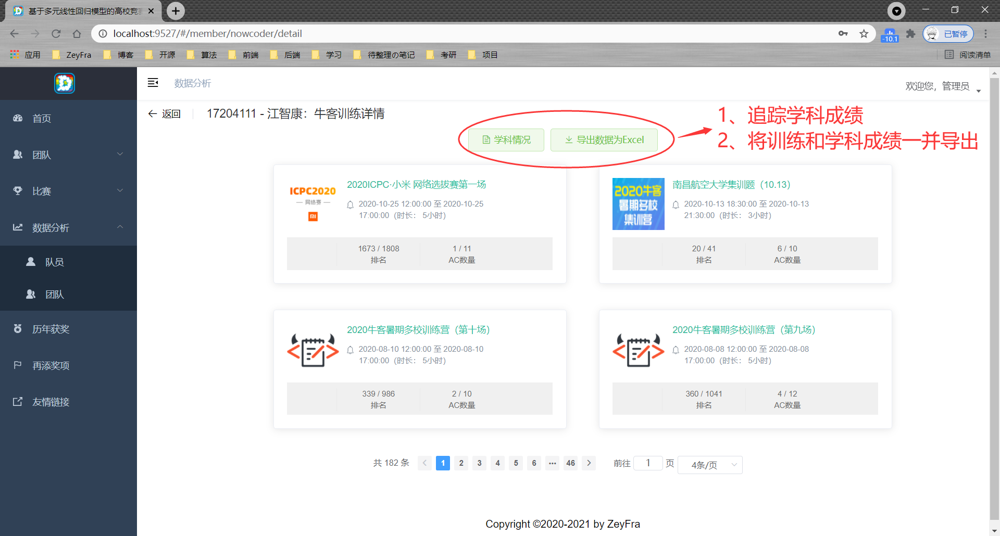 基于多元线性回归模型的高校竞赛
localhost:9527/#/member/nowcoder/detail
-10.1
已暂停
应用 ZeyFra 博客 开源 算法 前端 后端 学习 待整理の笔记 考研 项目 阅读清单
数据分析
欢迎您，管理员
首页
团队
比赛
数据分析
队员
团队
历年获奖
再添奖项
友情链接
返回
17204111 - 江智康：牛客训练详情
学科情况 导出数据为Excel
1、追踪学科成绩
2、将训练和学科成绩一并导出
ICPC2020
网络赛
2020ICPC·小米 网络选拔赛第一场
2020-10-25 12:00:00 至 2020-10-25
17:00:00（时长： 5小时）
1673 / 1808 1 / 11
排名 AC数量
2020牛客
暑期多校
集训营
南昌航空大学集训题（10.13）
2020-10-13 18:30:00 至 2020-10-13
21:30:00（时长： 3小时）
20 / 41 6 / 10
排名 AC数量
2020牛客暑期多校训练营（第十场）
2020-08-10 12:00:00 至 2020-08-10
17:00:00（时长： 5小时）
339 / 986 2 / 10
排名 AC数量
2020牛客暑期多校训练营（第九场）
2020-08-08 12:00:00 至 2020-08-08
17:00:00（时长： 5小时）
360 / 1041 4 / 12
排名 AC数量
共 182 条 1 2 3 4 5 6 ··· 46 前往 1 页 4条/页
Copyright ©2020-2021 by ZeyFra